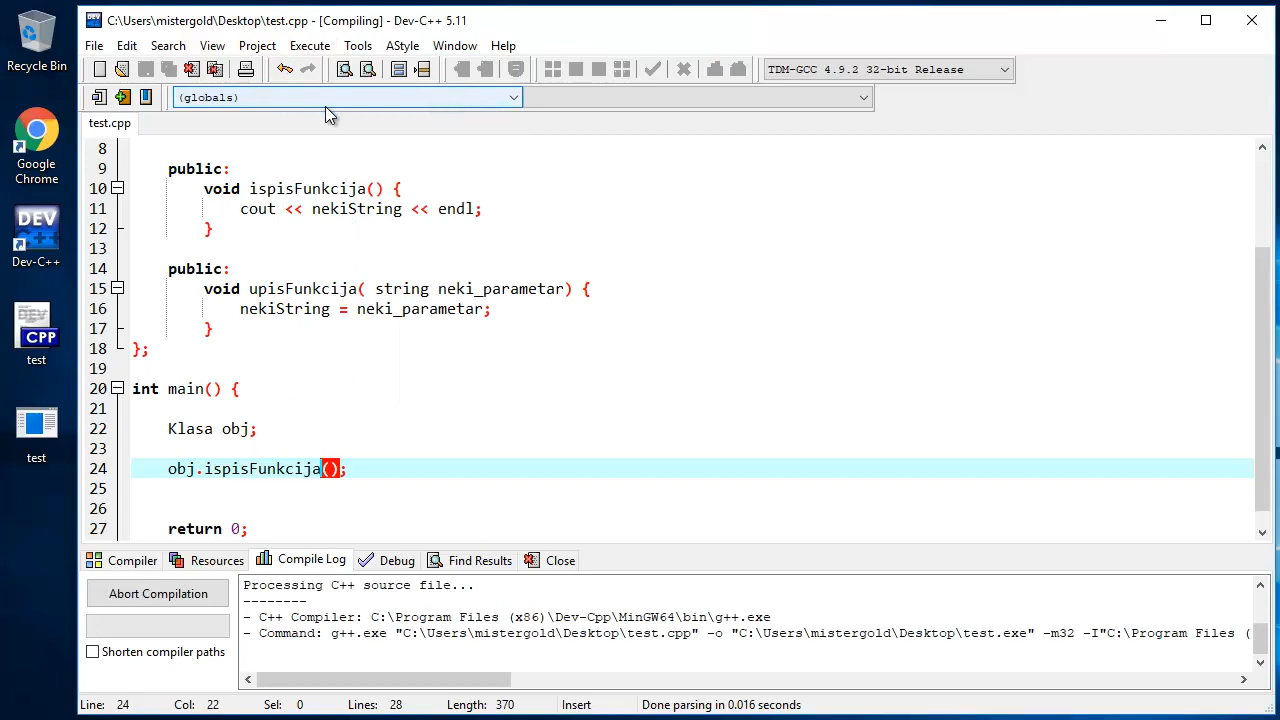 C:\Users\mistergold\Desktop\test.cpp - [Compiling] - Dev-C++ 5.11
File Edit Search View Project Execute Tools AStyle Window Help
TDM-GCC 4.9.2 32-bit Release
(globals)
test.cpp
8
9 public:
10 void ispisFunkcija() {
11 cout << nekiString << endl;
12 }
13
14 public:
15 void upisFunkcija( string neki_parametar) {
16 nekiString = neki_parametar;
17 }
18 };
19
20 int main() {
21
22 Klasa obj;
23
24 obj.ispisFunkcija();
25
26
27 return 0;
Compiler Resources Compile Log Debug Find Results Close
Abort Compilation
Shorten compiler paths
Processing C++ source file...
--------
- C++ Compiler: C:\Program Files (x86)\Dev-Cpp\MinGW64\bin\g++.exe
- Command: g++.exe "C:\Users\mistergold\Desktop\test.cpp" -o "C:\Users\mistergold\Desktop\test.exe" -m32 -I"C:\Program Files (
Line: 24 Col: 22 Sel: 0 Lines: 28 Length: 370 Insert Done parsing in 0.016 seconds
Recycle Bin
Google
Chrome
DEV
C++
Dev-C++
DEV
CPP
test
test